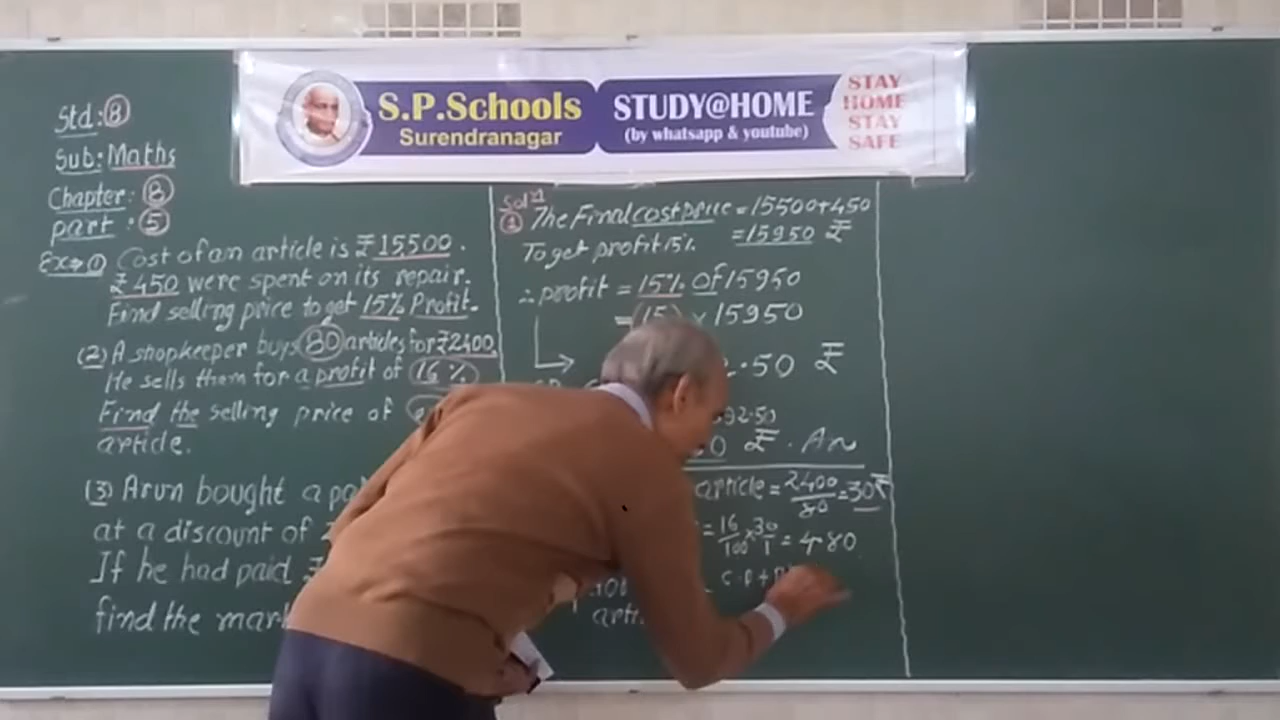 S.P.Schools
Surendranagar
STUDY@HOME
(by whatsapp & youtube)
STAY
HOME
STAY
SAFE
Std: 8
Sub: Maths
Chapter: 8
part: 5
Ex→ (1) Cost of an article is ₹15,500.
₹450 were spent on its repair.
Find selling price to get 15% Profit.
(2) A shopkeeper buys 80 articles for ₹2400.
He sells them for a profit of 16%
Find the selling price of
article.
(3) Arun bought a
at a discount of
If he had paid
find the
Solⁿ
(1) The Final cost price = 15500+450
= 15950 ₹
To get profit 15%
∴ profit = 15% of 15950
= (15) × 15950
.50 ₹
92.50
0 ₹. An
article = 2400/80 = 30₹
= 16/100 × 30/1 = 4.80
C.P +